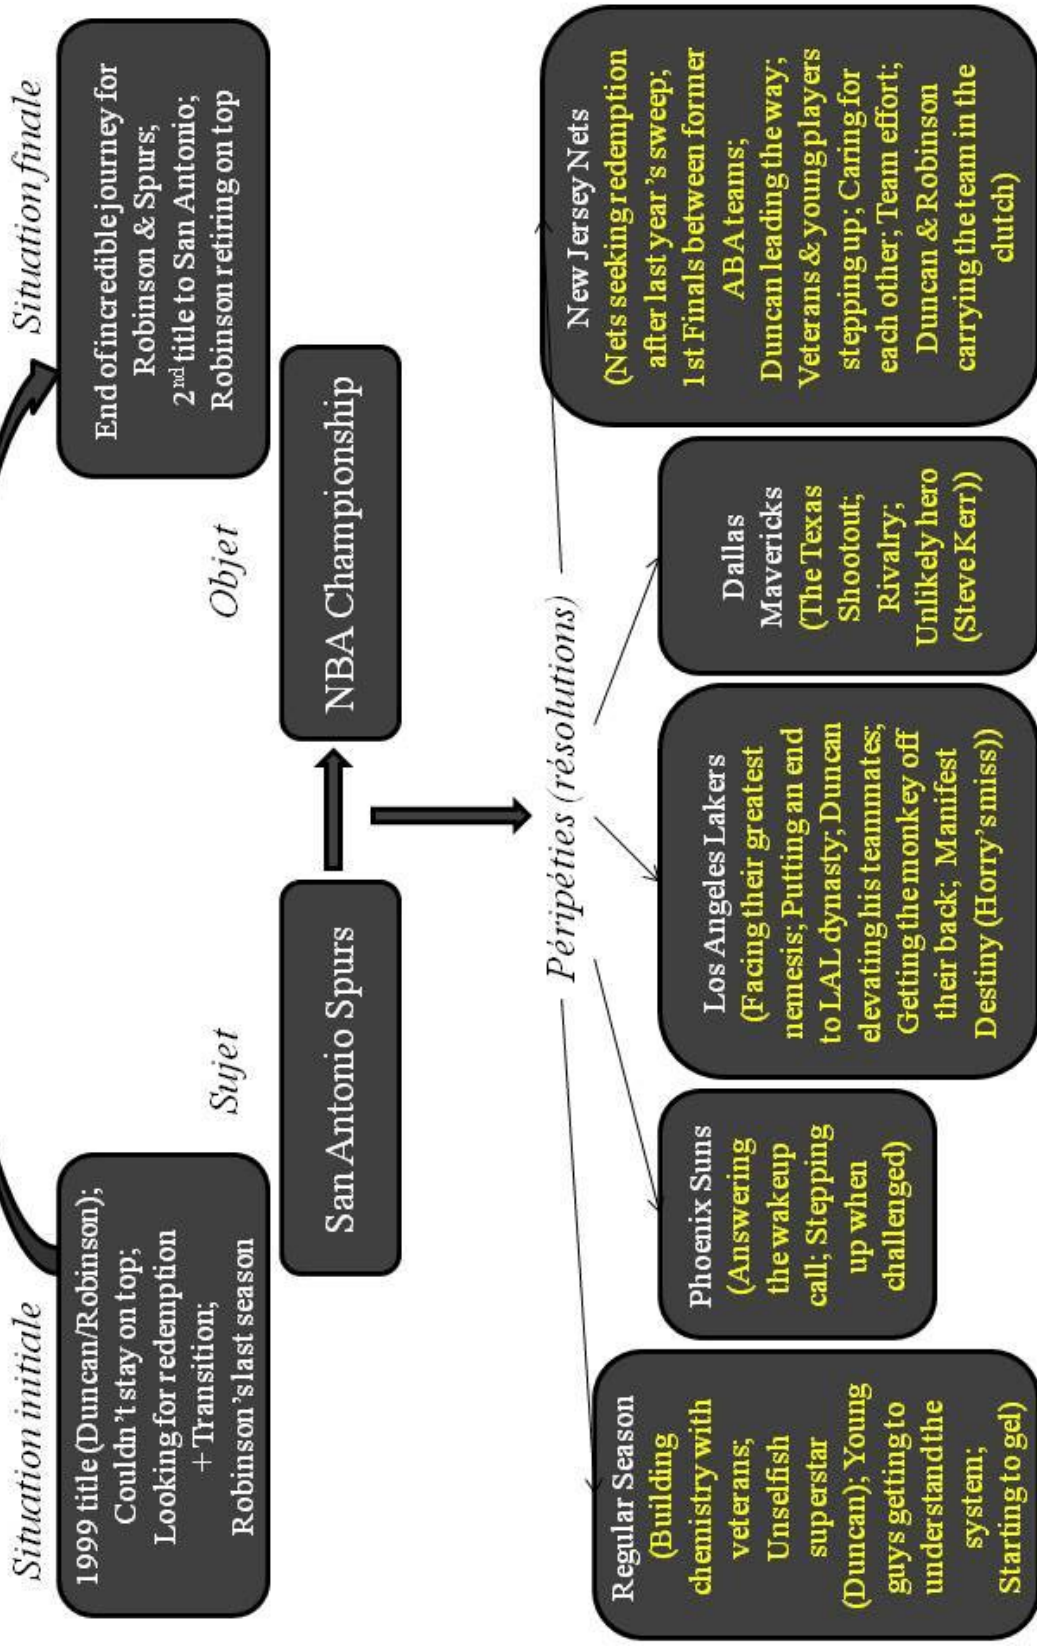 Situation initiale
1999 title (Duncan/Robinson);
Couldn't stay on top;
Looking for redemption
+ Transition;
Robinson's last season
Situation finale
End of incredible journey for
Robinson & Spurs;
2nd title to San Antonio;
Robinson retiring on top
Sujet
San Antonio Spurs
Objet
NBA Championship
Péripéties (résolutions)
Regular Season
(Building
chemistry with
veterans;
Unselfish
superstar
(Duncan); Young
guys getting to
understand the
system;
Starting to gel)
Phoenix Suns
(Answering
the wakeup
call; Stepping
up when
challenged)
Los Angeles Lakers
(Facing their greatest
nemesis; Putting an end
to LAL dynasty; Duncan
elevating his teammates;
Getting the monkey off
their back; Manifest
Destiny (Horry's miss))
Dallas
Mavericks
(The Texas
Shootout;
Rivalry;
Unlikely hero
(Steve Kerr))
New Jersey Nets
(Nets seeking redemption
after last year's sweep;
1st Finals between former
ABA teams;
Duncan leading the way;
Veterans & young players
stepping up; Caring for
each other; Team effort;
Duncan & Robinson
carrying the team in the
clutch)